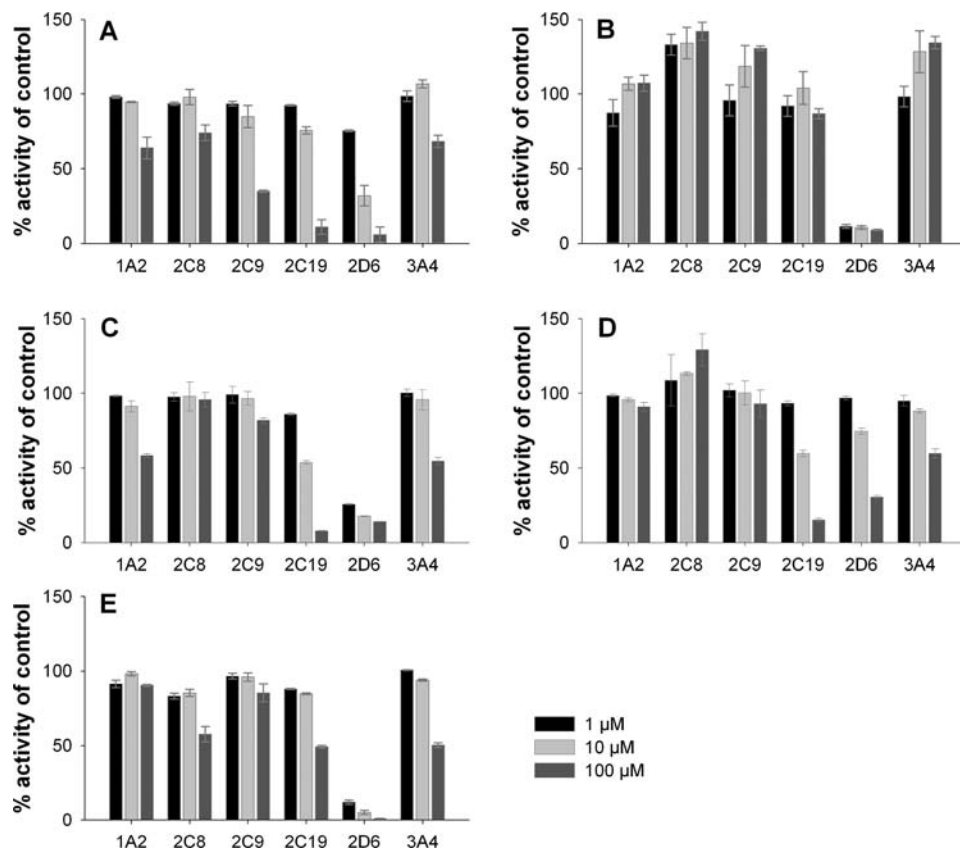 A
% activity of control
150
100
50
0
1A2 2C8 2C9 2C19 2D6 3A4
B
% activity of control
150
100
50
0
1A2 2C8 2C9 2C19 2D6 3A4
C
% activity of control
150
100
50
0
1A2 2C8 2C9 2C19 2D6 3A4
D
% activity of control
150
100
50
0
1A2 2C8 2C9 2C19 2D6 3A4
E
% activity of control
150
100
50
0
1A2 2C8 2C9 2C19 2D6 3A4
1 µM
10 µM
100 µM